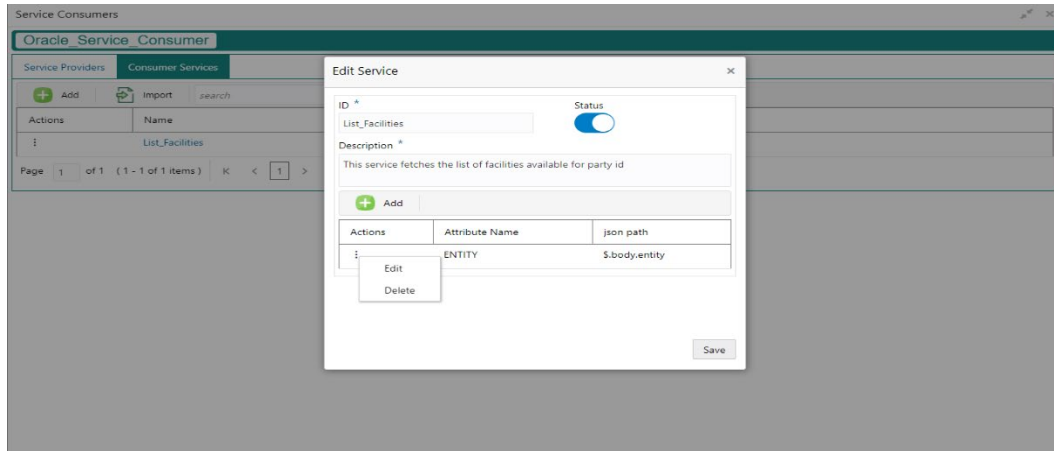 Service Consumers
Oracle_Service_Consumer
Service Providers Consumer Services
Add Import search
Actions Name
List_Facilities
Page 1 of 1 (1 - 1 of 1 items) K < 1 >
Edit Service ×
ID * Status
List_Facilities
Description *
This service fetches the list of facilities available for party id
Add
Actions Attribute Name json path
ENTITY $.body.entity
Edit
Delete
Save